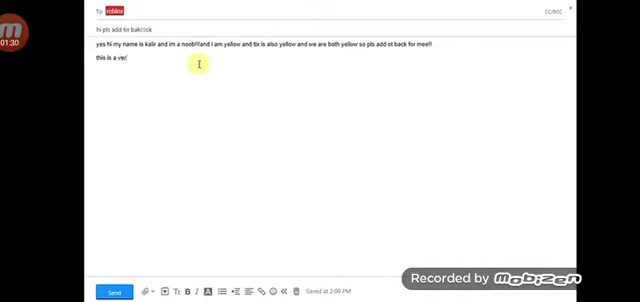 To roblox CC/BCC
01:30
hi pls add tix bak!!!ok
yes hi my name is kalir and im a noob!!!and i am yellow and tix is also yellow and we are both yellow so pls add ot back for mee!!
this is a ver
Recorded by MOBIZEN
Send Tt B I A Saved at 2:00 PM